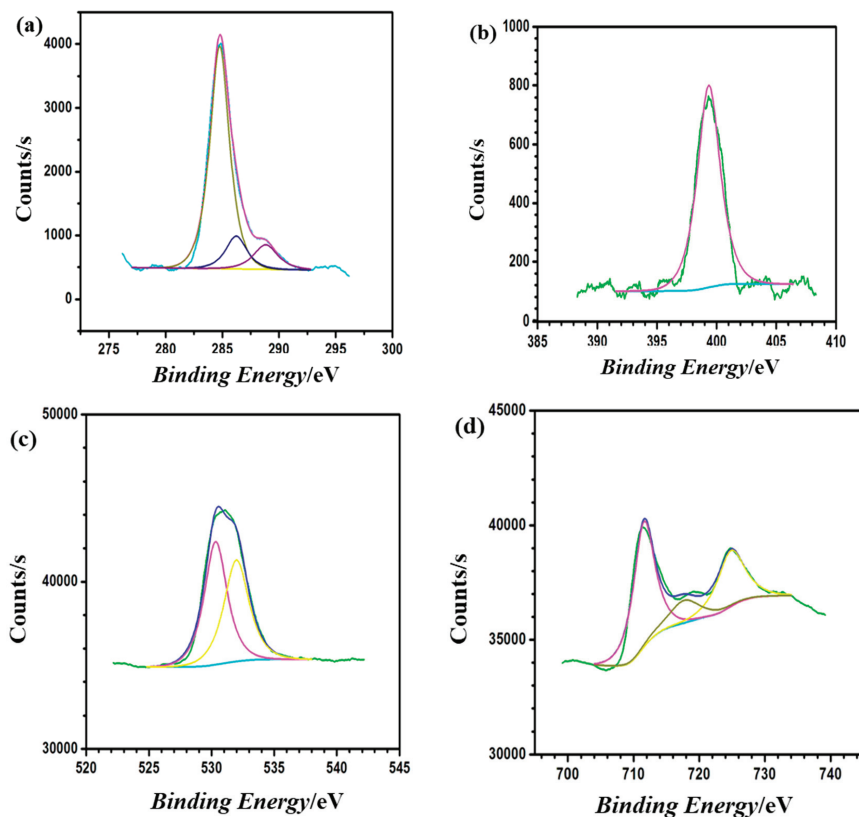 (a)
4000
3000
2000
1000
0
Counts/s
275 280 285 290 295 300
Binding Energy/eV
(b)
1000
800
600
400
200
0
Counts/s
385 390 395 400 405 410
Binding Energy/eV
(c)
50000
40000
30000
Counts/s
520 525 530 535 540 545
Binding Energy/eV
(d)
45000
40000
35000
30000
Counts/s
700 710 720 730 740
Binding Energy/eV